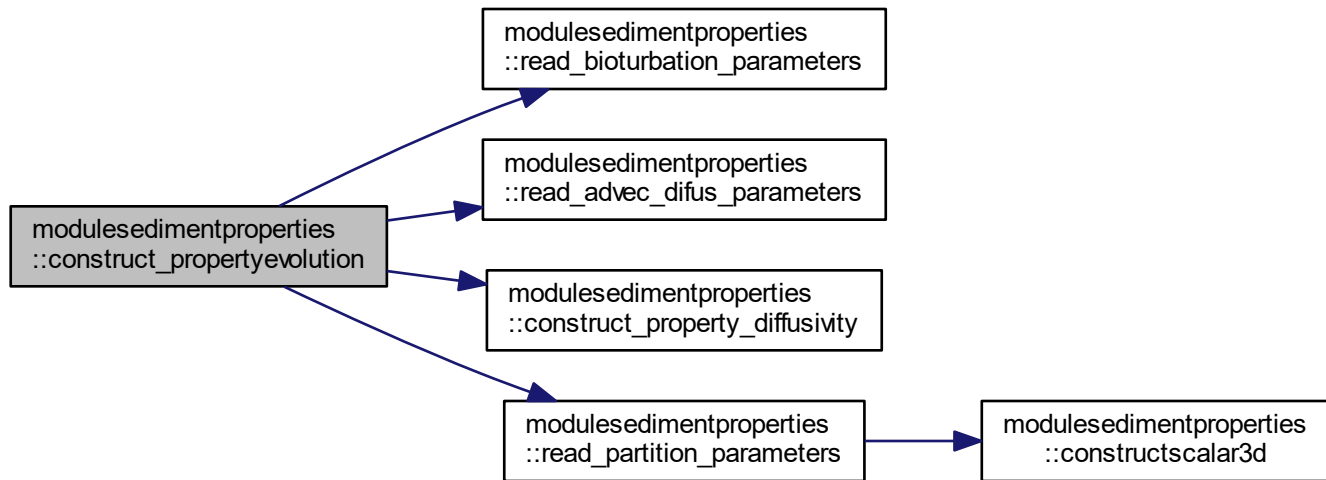 modulesedimentproperties
::read_bioturbation_parameters
modulesedimentproperties
::read_advec_difus_parameters
modulesedimentproperties
::construct_propertyevolution
modulesedimentproperties
::construct_property_diffusivity
modulesedimentproperties
::read_partition_parameters
modulesedimentproperties
::constructscalar3d